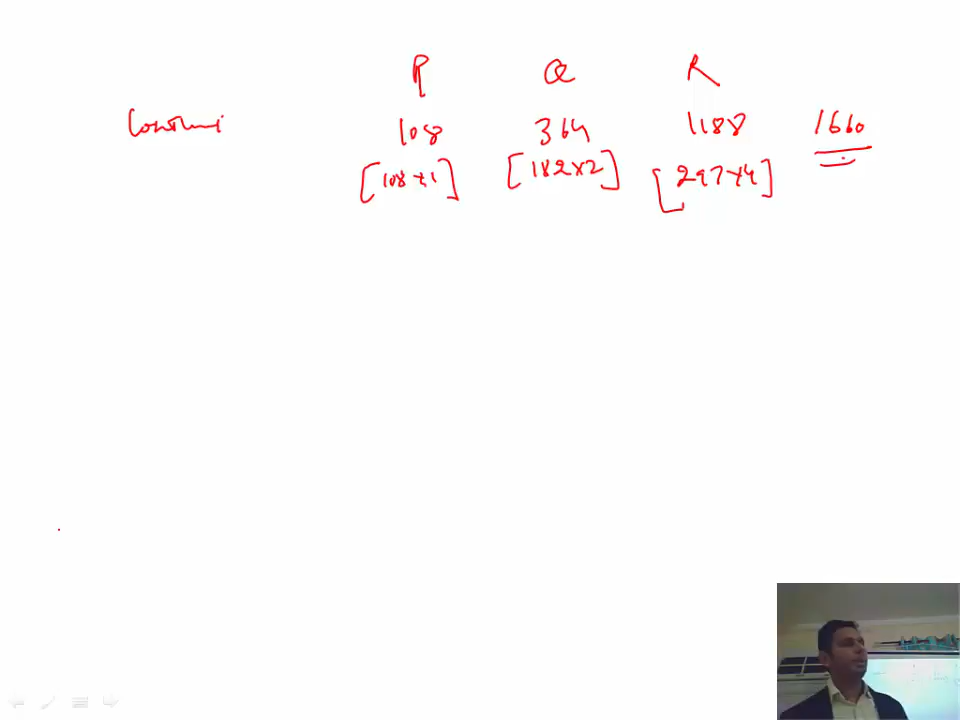 P Q R
108 364 1188 1660
[108 x 1] [182 x 2] [297 x 4]